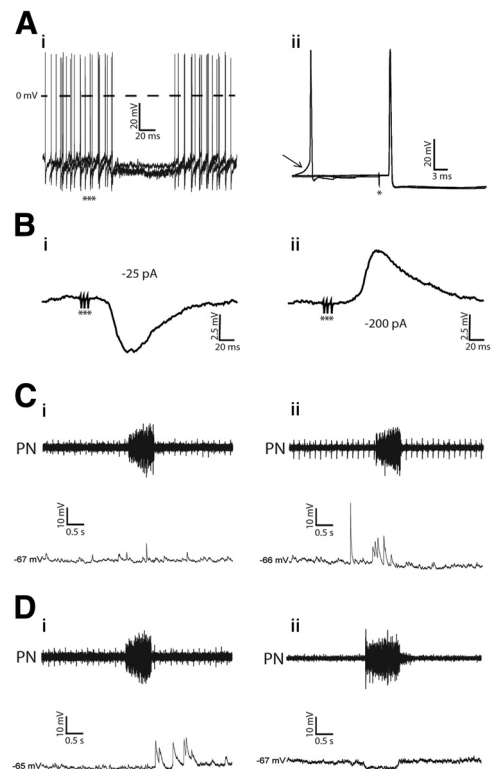 A
i
ii
0 mV
20 mV
20 ms
***
20 mV
3 ms
*
B
i
ii
-25 pA
***
2.5 mV
20 ms
***
-200 pA
2.5 mV
20 ms
C
i
ii
PN
PN
10 mV
0.5 s
10 mV
0.5 s
-67 mV
-66 mV
D
i
ii
PN
PN
10 mV
0.5 s
10 mV
0.5 s
-65 mV
-67 mV